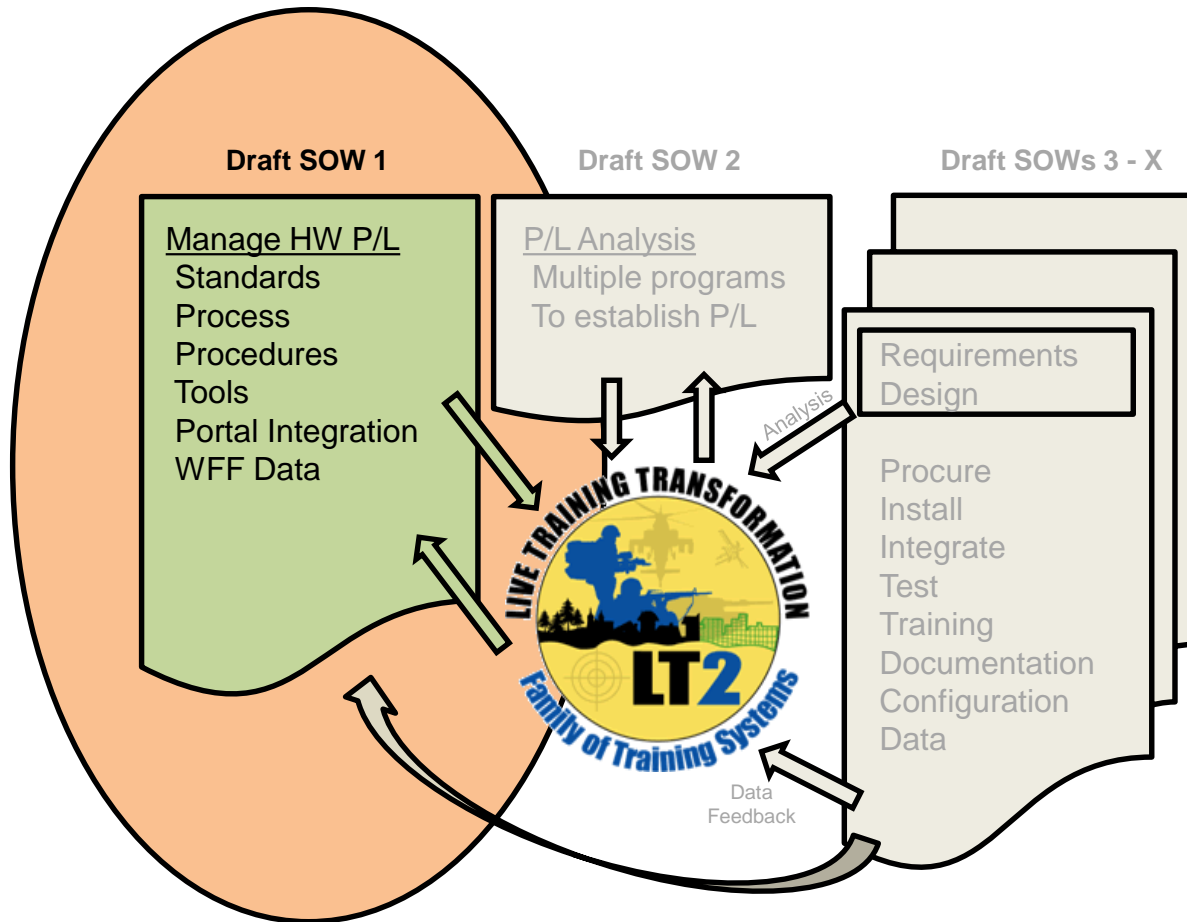 Draft SOW 1
Manage HW P/L
Standards
Process
Procedures
Tools
Portal Integration
WFF Data
Draft SOW 2
P/L Analysis
Multiple programs
To establish P/L
Draft SOWs 3 - X
Requirements
Design
Procure
Install
Integrate
Test
Training
Documentation
Configuration
Data
Analysis
LIVE TRAINING TRANSFORMATION
LT2
Family of Training Systems
Data
Feedback